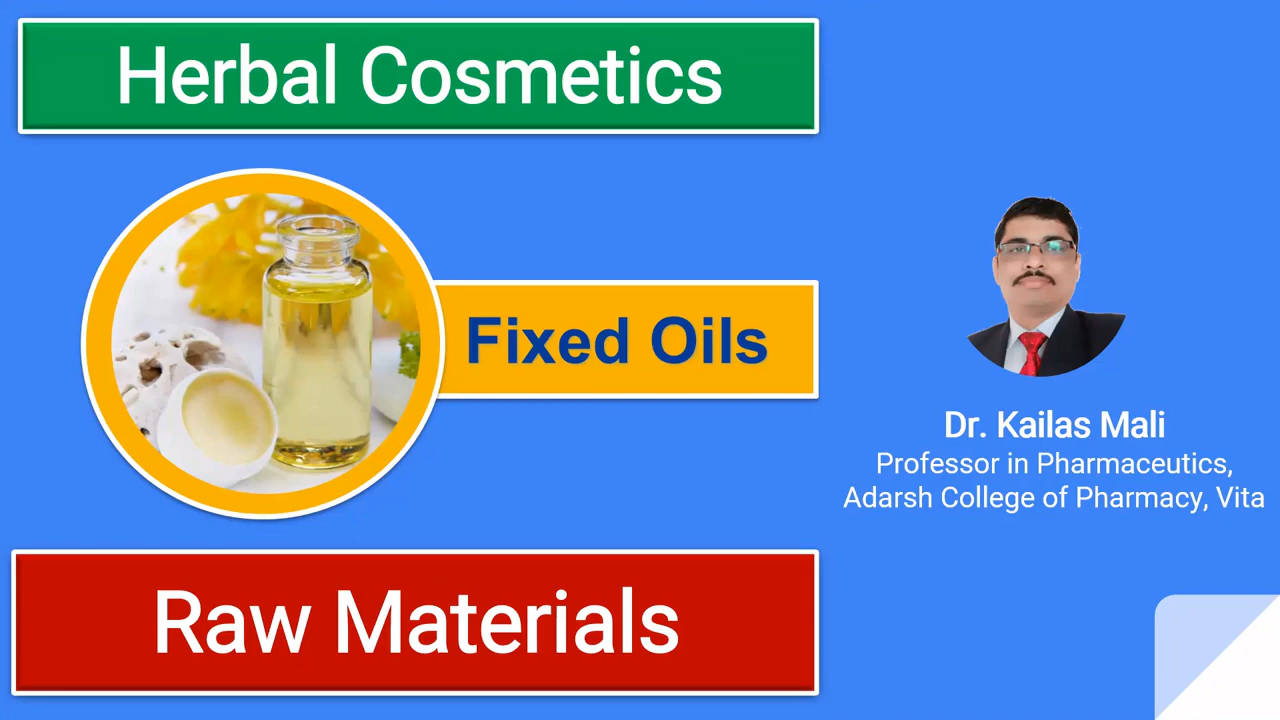 Herbal Cosmetics
Fixed Oils
Raw Materials
Dr. Kailas Mali
Professor in Pharmaceutics,
Adarsh College of Pharmacy, Vita